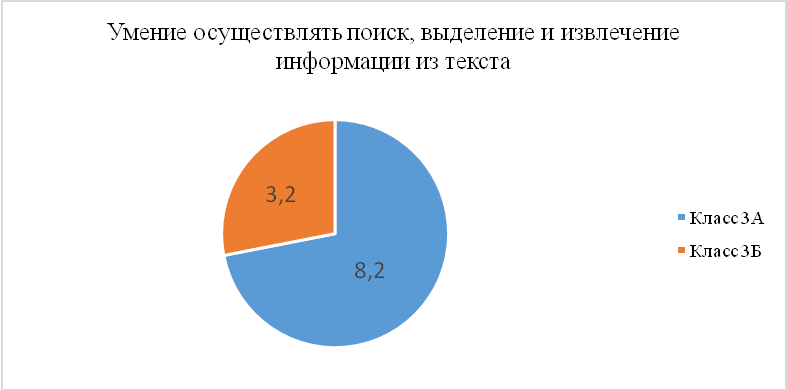 Умение осуществлять поиск, выделение и извлечение
информации из текста
3,2
8,2
Класс 3А
Класс 3Б